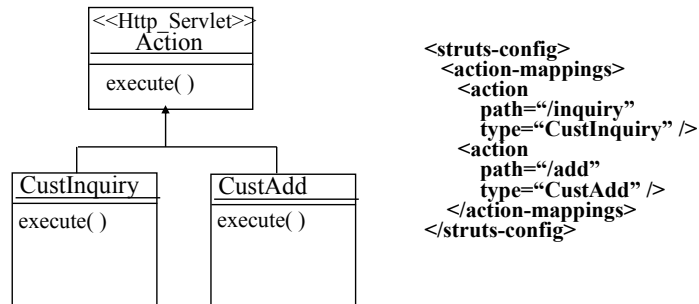 <<Http_Servlet>>
Action
execute( )
CustInquiry
execute( )
CustAdd
execute( )
<struts-config>
<action-mappings>
<action
path=“/inquiry”
type=“CustInquiry” />
<action
path=“/add”
type=“CustAdd” />
</action-mappings>
</struts-config>